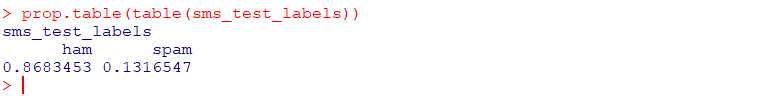 > prop.table(table(sms_test_labels))
sms_test_labels
      ham      spam
0.8683453 0.1316547
>